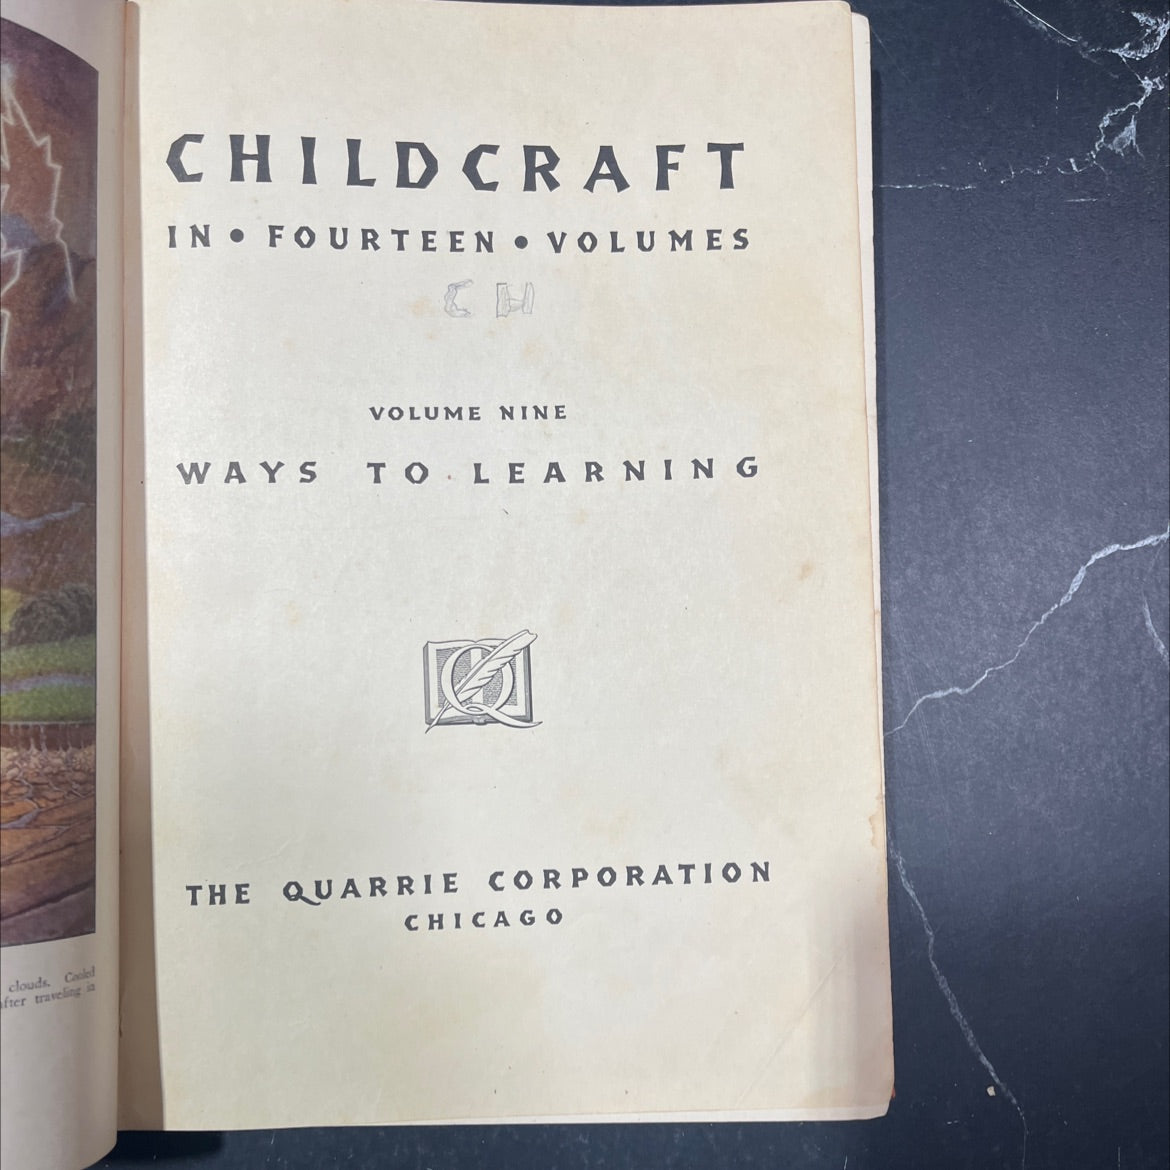 CHILDCRAFT
IN • FOURTEEN • VOLUMES
C H
VOLUME NINE
WAYS TO LEARNING
Q
THE QUARRIE CORPORATION
CHICAGO
clouds. Cooled
after traveling in